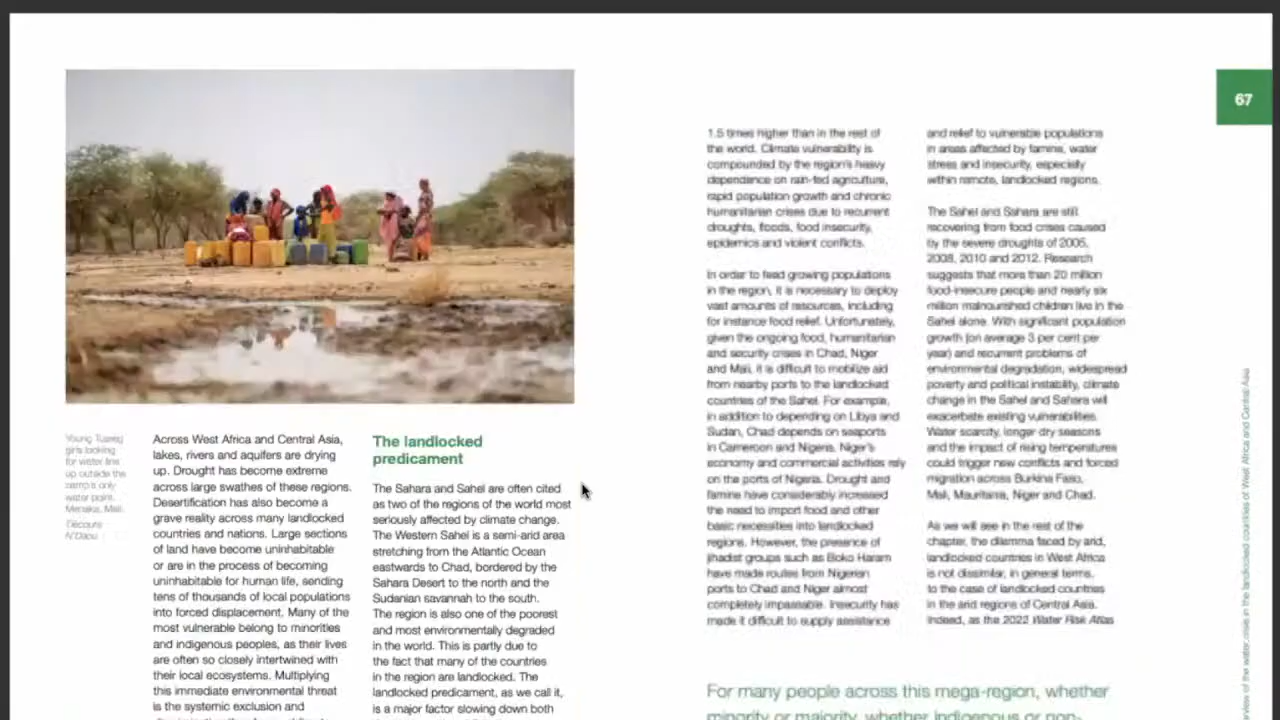 67
Young Tuareg
girls looking
for water line
up outside the
camp's only
water point.
Menaka, Mali.
Across West Africa and Central Asia,
lakes, rivers and aquifers are drying
up. Drought has become extreme
across large swathes of these regions.
Desertification has also become a
grave reality across many landlocked
countries and nations. Large sections
of land have become uninhabitable
or are in the process of becoming
uninhabitable for human life, sending
tens of thousands of local populations
into forced displacement. Many of the
most vulnerable belong to minorities
and indigenous peoples, as their lives
are often so closely intertwined with
their local ecosystems. Multiplying
this immediate environmental threat
is the systemic exclusion and
The landlocked
predicament
The Sahara and Sahel are often cited
as two of the regions of the world most
seriously affected by climate change.
The Western Sahel is a semi-arid area
stretching from the Atlantic Ocean
eastwards to Chad, bordered by the
Sahara Desert to the north and the
Sudanian savannah to the south.
The region is also one of the poorest
and most environmentally degraded
in the world. This is partly due to
the fact that many of the countries
in the region are landlocked. The
landlocked predicament, as we call it,
is a major factor slowing down both
1.5 times higher than in the rest of
the world. Climate vulnerability is
compounded by the region's heavy
dependence on rain-fed agriculture,
rapid population growth and chronic
humanitarian crises due to recurrent
droughts, floods, food insecurity,
epidemics and violent conflicts.
In order to feed growing populations
in the region, it is necessary to deploy
vast amounts of resources, including
for instance food relief. Unfortunately,
given the ongoing food, humanitarian
and security crises in Chad, Niger
and Mali, it is difficult to mobilize aid
from nearby ports to the landlocked
countries of the Sahel. For example,
in addition to depending on Libya and
Sudan, Chad depends on seaports
in Cameroon and Nigeria. Niger's
economy and commercial activities rely
on the ports of Nigeria. Drought and
famine have considerably increased
the need to import food and other
basic necessities into landlocked
regions. However, the presence of
jihadist groups such as Boko Haram
have made routes from Nigerian
ports to Chad and Niger almost
completely impassable. Insecurity has
made it difficult to supply assistance
and relief to vulnerable populations
in areas affected by famine, water
stress and insecurity, especially
within remote, landlocked regions.
The Sahel and Sahara are still
recovering from food crises caused
by the severe droughts of 2005,
2008, 2010 and 2012. Research
suggests that more than 20 million
food-insecure people and nearly six
million malnourished children live in the
Sahel alone. With significant population
growth (on average 3 per cent per
year) and recurrent problems of
environmental degradation, widespread
poverty and political instability, climate
change in the Sahel and Sahara will
exacerbate existing vulnerabilities.
Water scarcity, longer dry seasons
and the impact of rising temperatures
could trigger new conflicts and forced
migration across Burkina Faso,
Mali, Mauritania, Niger and Chad.
As we will see in the rest of the
chapter, the dilemma faced by arid,
landlocked countries in West Africa
is not dissimilar, in general terms,
to the case of landlocked countries
in the arid regions of Central Asia.
Indeed, as the 2022 Water Risk Atlas
For many people across this mega-region, whether
minority or majority, whether indigenous or non-
of the water crisis in the landlocked countries of West Africa and Central Asia